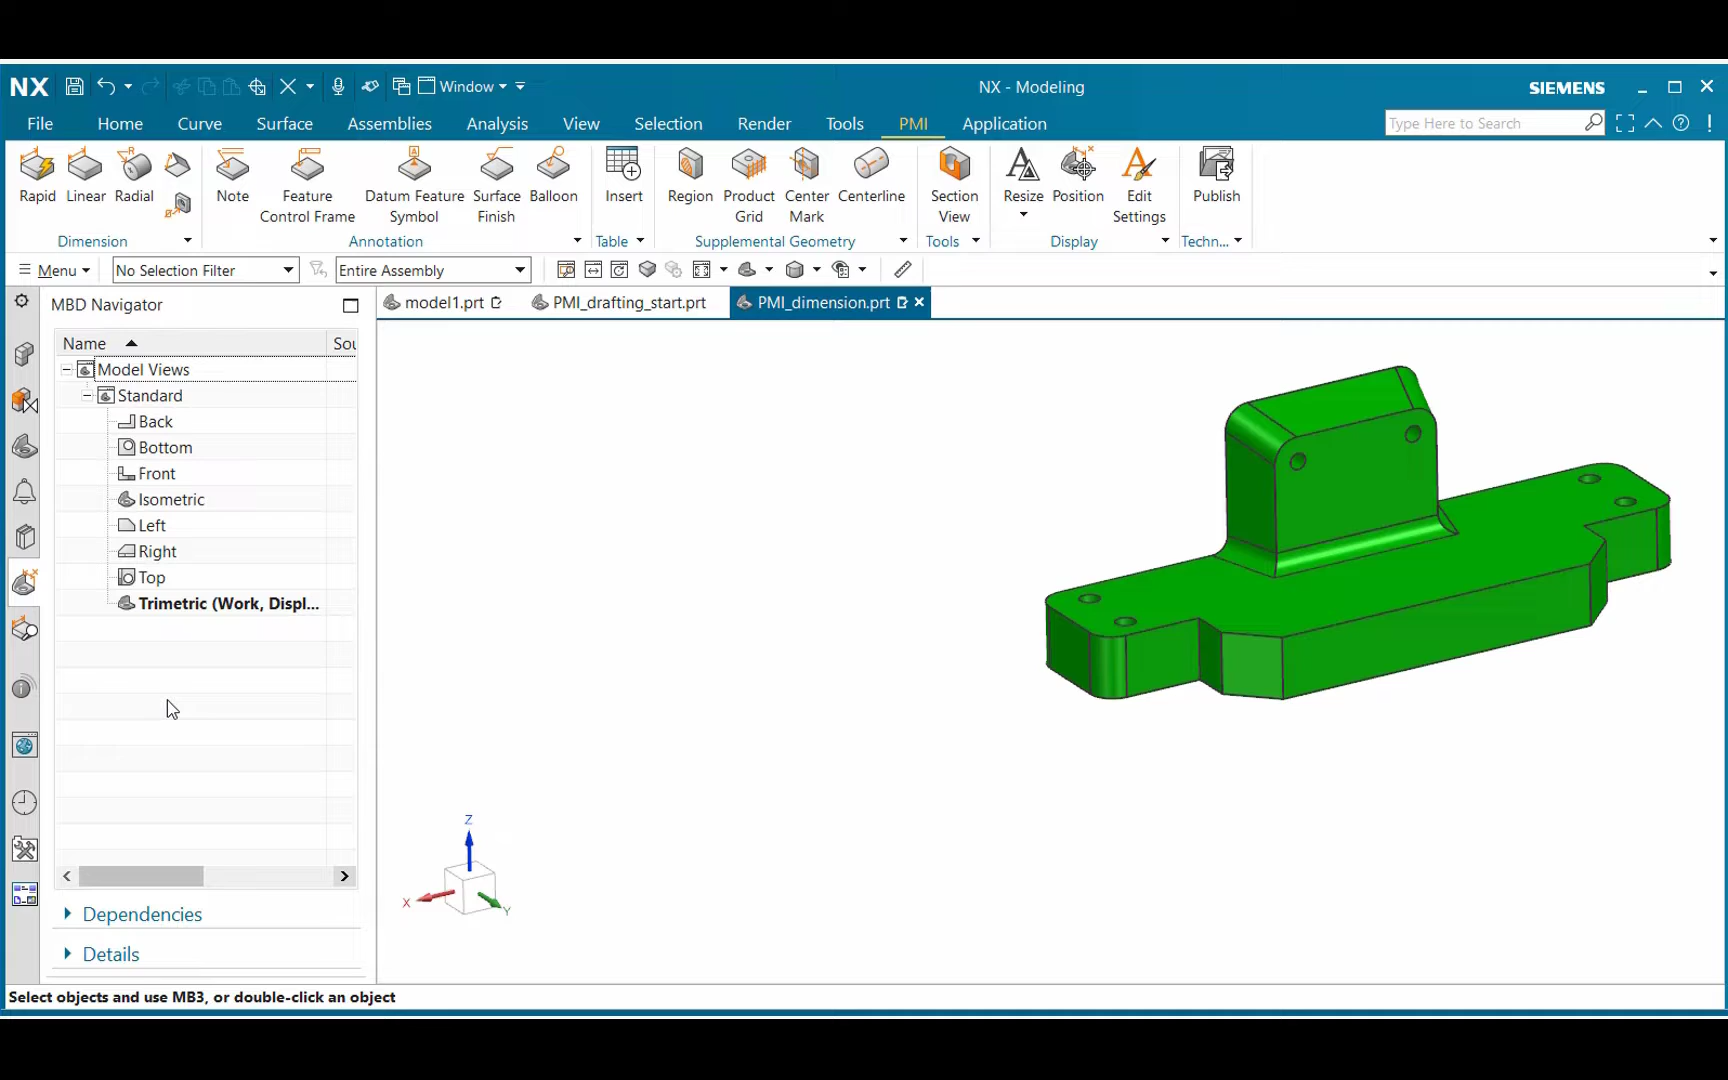 NX
Window
NX - Modeling
SIEMENS
File Home Curve Surface Assemblies Analysis View Selection Render Tools PMI Application
Type Here to Search
Rapid Linear Radial
Note Feature Control Frame Datum Feature Symbol Surface Finish Balloon
Insert
Region Product Grid Center Mark Centerline
Section View
Resize Position Edit Settings
Publish
Dimension Annotation Table Supplemental Geometry Tools Display Techn...
Menu No Selection Filter Entire Assembly
MBD Navigator
model1.prt PMI_drafting_start.prt PMI_dimension.prt
Name Sou
Model Views
Standard
Back
Bottom
Front
Isometric
Left
Right
Top
Trimetric (Work, Displ...
Z
X
Y
Dependencies
Details
Select objects and use MB3, or double-click an object